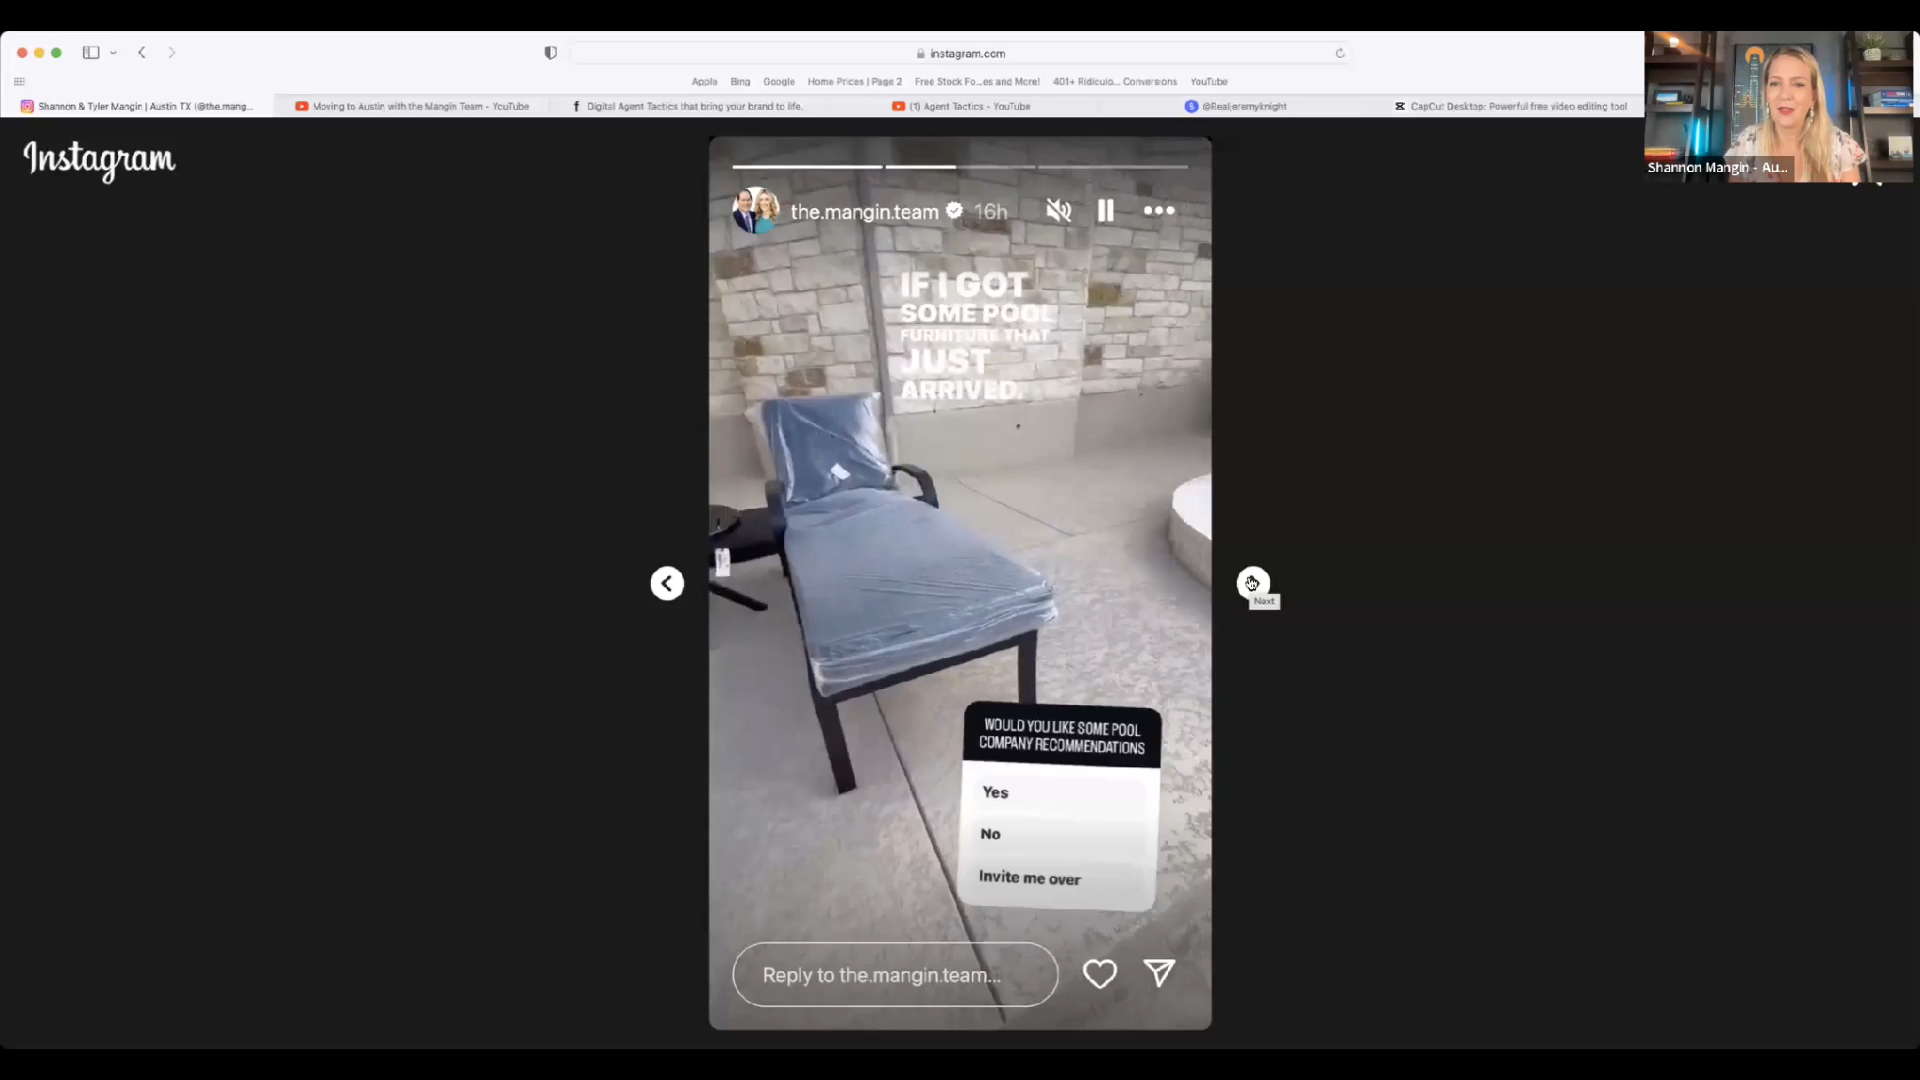 instagram.com
Apple Bing Google Home Prices | Page 2 Free Stock Fo...es and More! 401+ Ridiculo... Conversions YouTube
Shannon & Tyler Mangin | Austin TX (@the.mang... Moving to Austin with the Mangin Team - YouTube Digital Agent Tactics that bring your brand to life. (1) Agent Tactics - YouTube @Realjeremyknight CapCut Desktop: Powerful free video editing tool
Shannon Mangin - Au...
Instagram
the.mangin.team 16h
IF I GOT
SOME POOL
FURNITURE THAT
JUST
ARRIVED.
Next
WOULD YOU LIKE SOME POOL
COMPANY RECOMMENDATIONS
Yes
No
Invite me over
Reply to the.mangin.team...